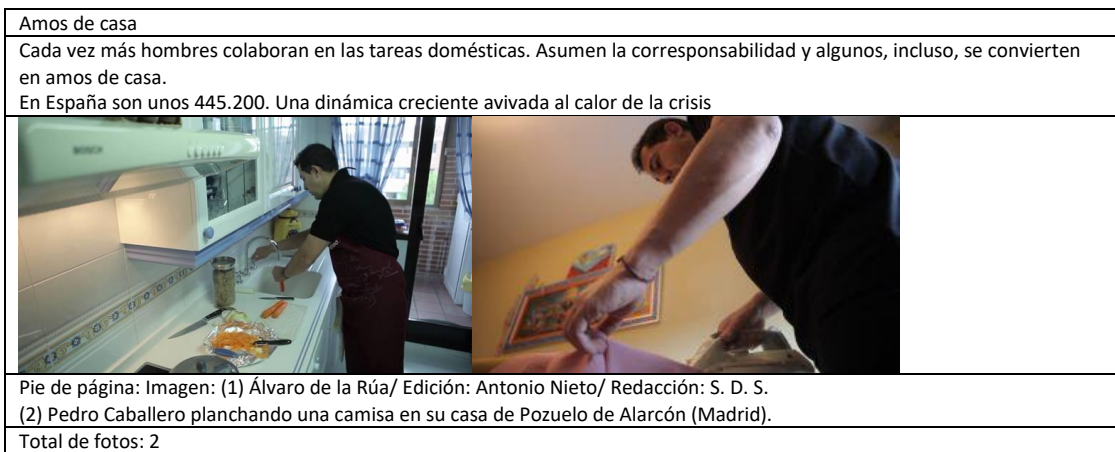 Amos de casa
Cada vez más hombres colaboran en las tareas domésticas. Asumen la corresponsabilidad y algunos, incluso, se convierten
en amos de casa.
En España son unos 445.200. Una dinámica creciente avivada al calor de la crisis
BOSCH
Pie de página: Imagen: (1) Álvaro de la Rúa/ Edición: Antonio Nieto/ Redacción: S. D. S.
(2) Pedro Caballero planchando una camisa en su casa de Pozuelo de Alarcón (Madrid).
Total de fotos: 2